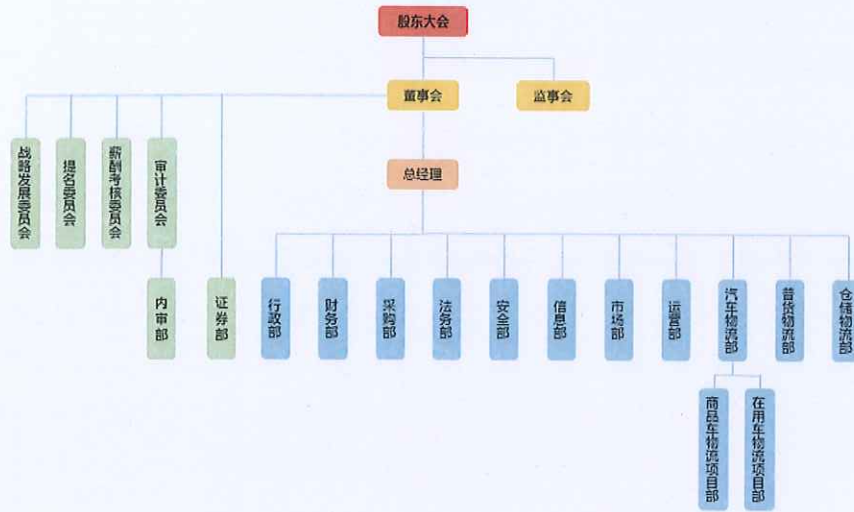 股东大会
董事会
监事会
总经理
战略发展委员会
提名委员会
薪酬考核委员会
审计委员会
内审部
证券部
行政部
财务部
采购部
法务部
安全部
信息部
市场部
运营部
汽车物流部
普货物流部
仓储物流部
商品车物流项目部
在用车物流项目部